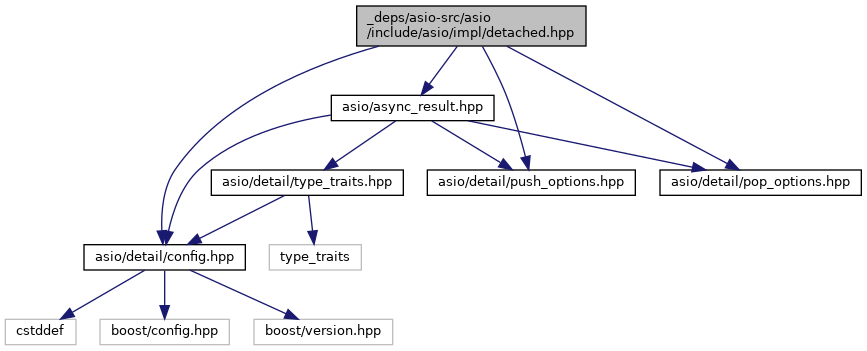 _deps/asio-src/asio
/include/asio/impl/detached.hpp
asio/async_result.hpp
asio/detail/type_traits.hpp
asio/detail/push_options.hpp
asio/detail/pop_options.hpp
asio/detail/config.hpp
type_traits
cstddef
boost/config.hpp
boost/version.hpp